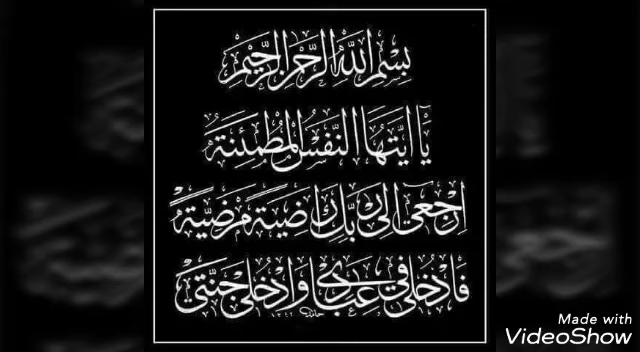 بسم الله الرحمن الرحيم
يا أيتها النفس المطمئنة
ارجعي إلى ربك راضية مرضية
فادخلي في عبادي وادخلي جنتي
Made with
VideoShow